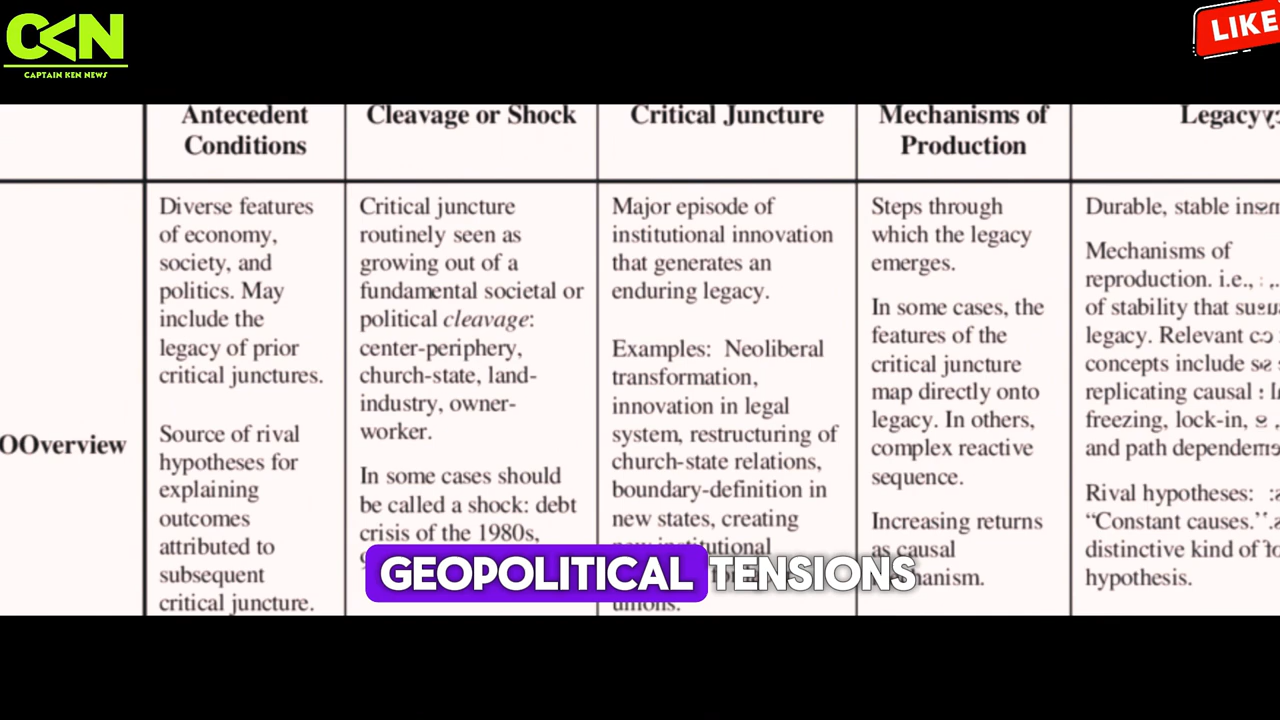 CKN
CAPTAIN KEN NEWS
LIKE
Antecedent
Conditions
Cleavage or Shock
Critical Juncture
Mechanisms of
Production
Legacy
OOverview
Diverse features
of economy,
society, and
politics. May
include the
legacy of prior
critical junctures.
Source of rival
hypotheses for
explaining
outcomes
attributed to
subsequent
critical juncture.
Critical juncture
routinely seen as
growing out of a
fundamental societal or
political cleavage:
center-periphery,
church-state, land-
industry, owner-
worker.
In some cases should
be called a shock: debt
crisis of the 1980s,
Major episode of
institutional innovation
that generates an
enduring legacy.
Examples: Neoliberal
transformation,
innovation in legal
system, restructuring of
church-state relations,
boundary-definition in
new states, creating
unions.
Steps through
which the legacy
emerges.
In some cases, the
features of the
critical juncture
map directly onto
legacy. In others,
complex reactive
sequence.
Increasing returns
as causal
Durable, stable
Mechanisms of
reproduction. i.e.,
of stability that
legacy. Relevant
concepts include
replicating causal
freezing, lock-in,
and path
Rival hypotheses:
“Constant causes.”
distinctive kind of
hypothesis.
GEOPOLITICAL TENSIONS